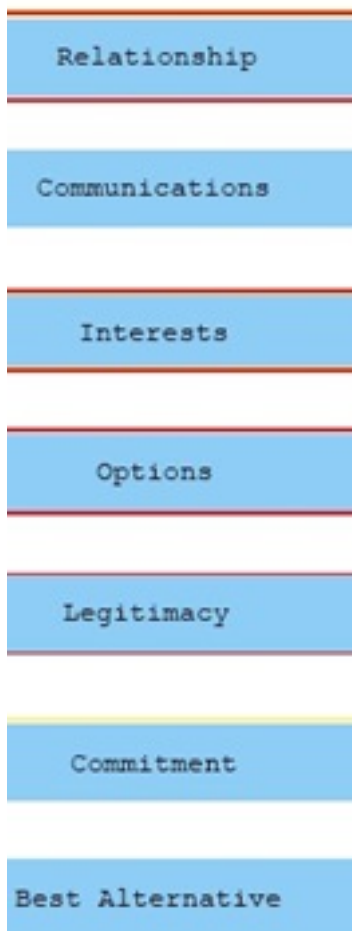 Relationship
Communications
Interests
Options
Legitimacy
Commitment
Best Alternative